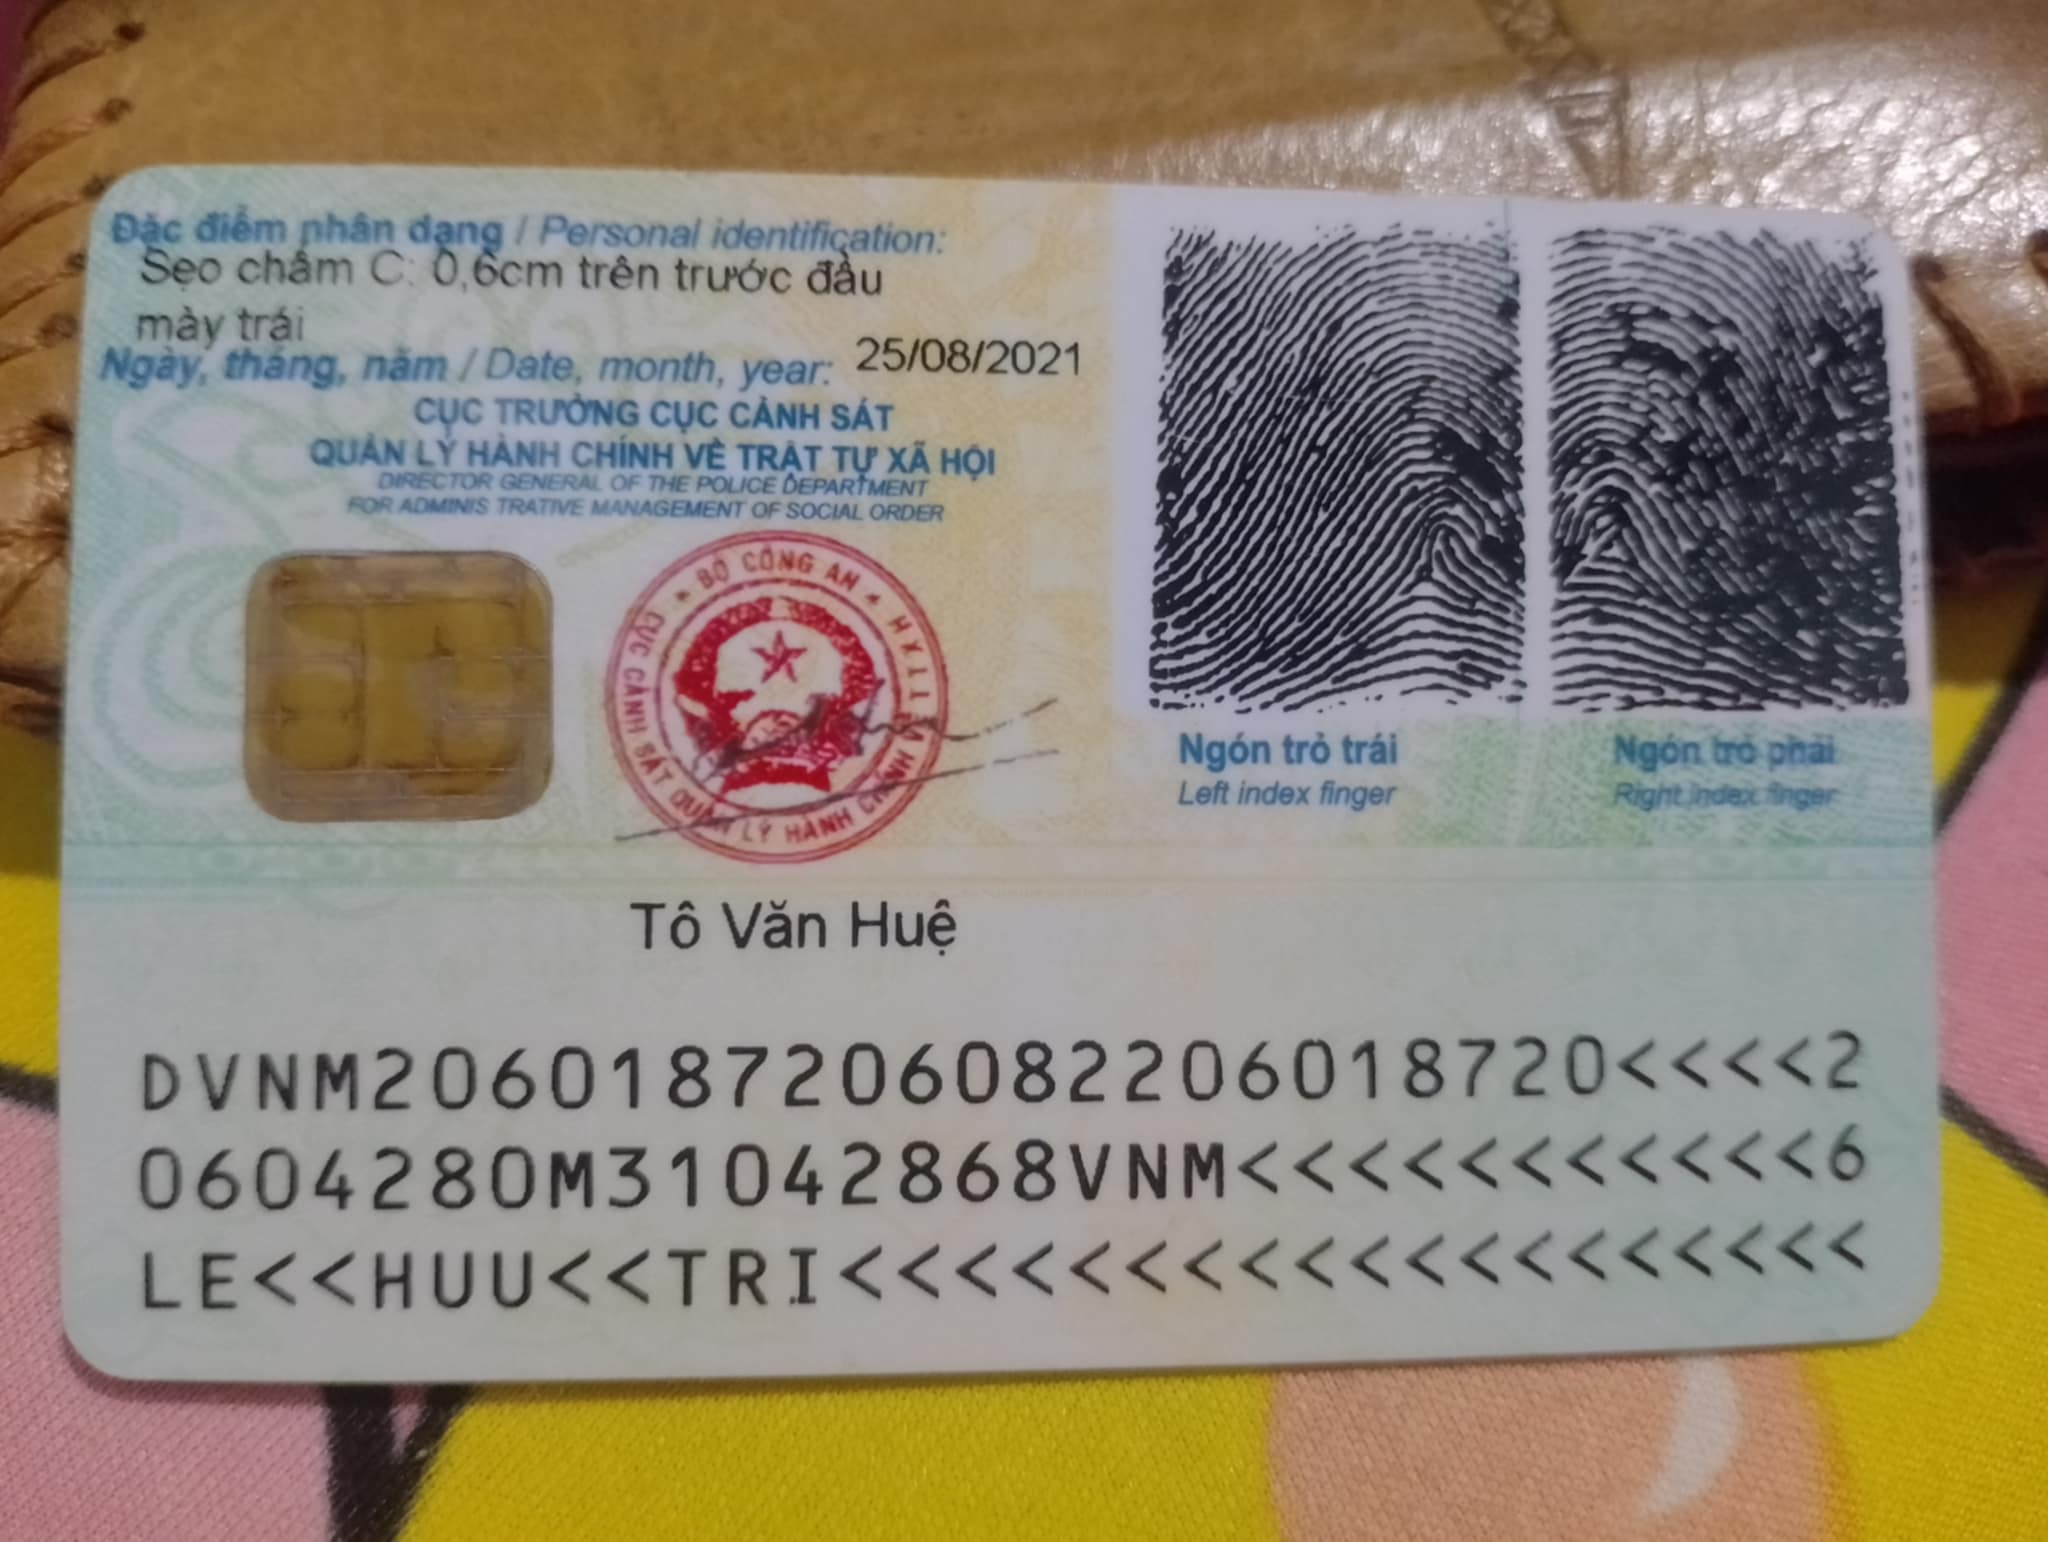 Đặc điểm nhân dạng / Personal identification:
Sẹo chấm C: 0,6cm trên trước đầu
mày trái
Ngày, tháng, năm / Date, month, year: 25/08/2021
CỤC TRƯỞNG CỤC CẢNH SÁT
QUẢN LÝ HÀNH CHÍNH VỀ TRẬT TỰ XÃ HỘI
DIRECTOR GENERAL OF THE POLICE DEPARTMENT
FOR ADMINIS TRATIVE MANAGEMENT OF SOCIAL ORDER
BỘ CÔNG AN
CỤC CẢNH SÁT QUẢN LÝ HÀNH CHÍNH VỀ TTXH
Ngón trỏ trái
Left index finger
Ngón trỏ phải
Right index finger
Tô Văn Huệ
DVNM2060187206082206018720<<<<2
0604280M31042868VNM<<<<<<<<<<<6
LE<<HUU<<TRI<<<<<<<<<<<<<<<<<<